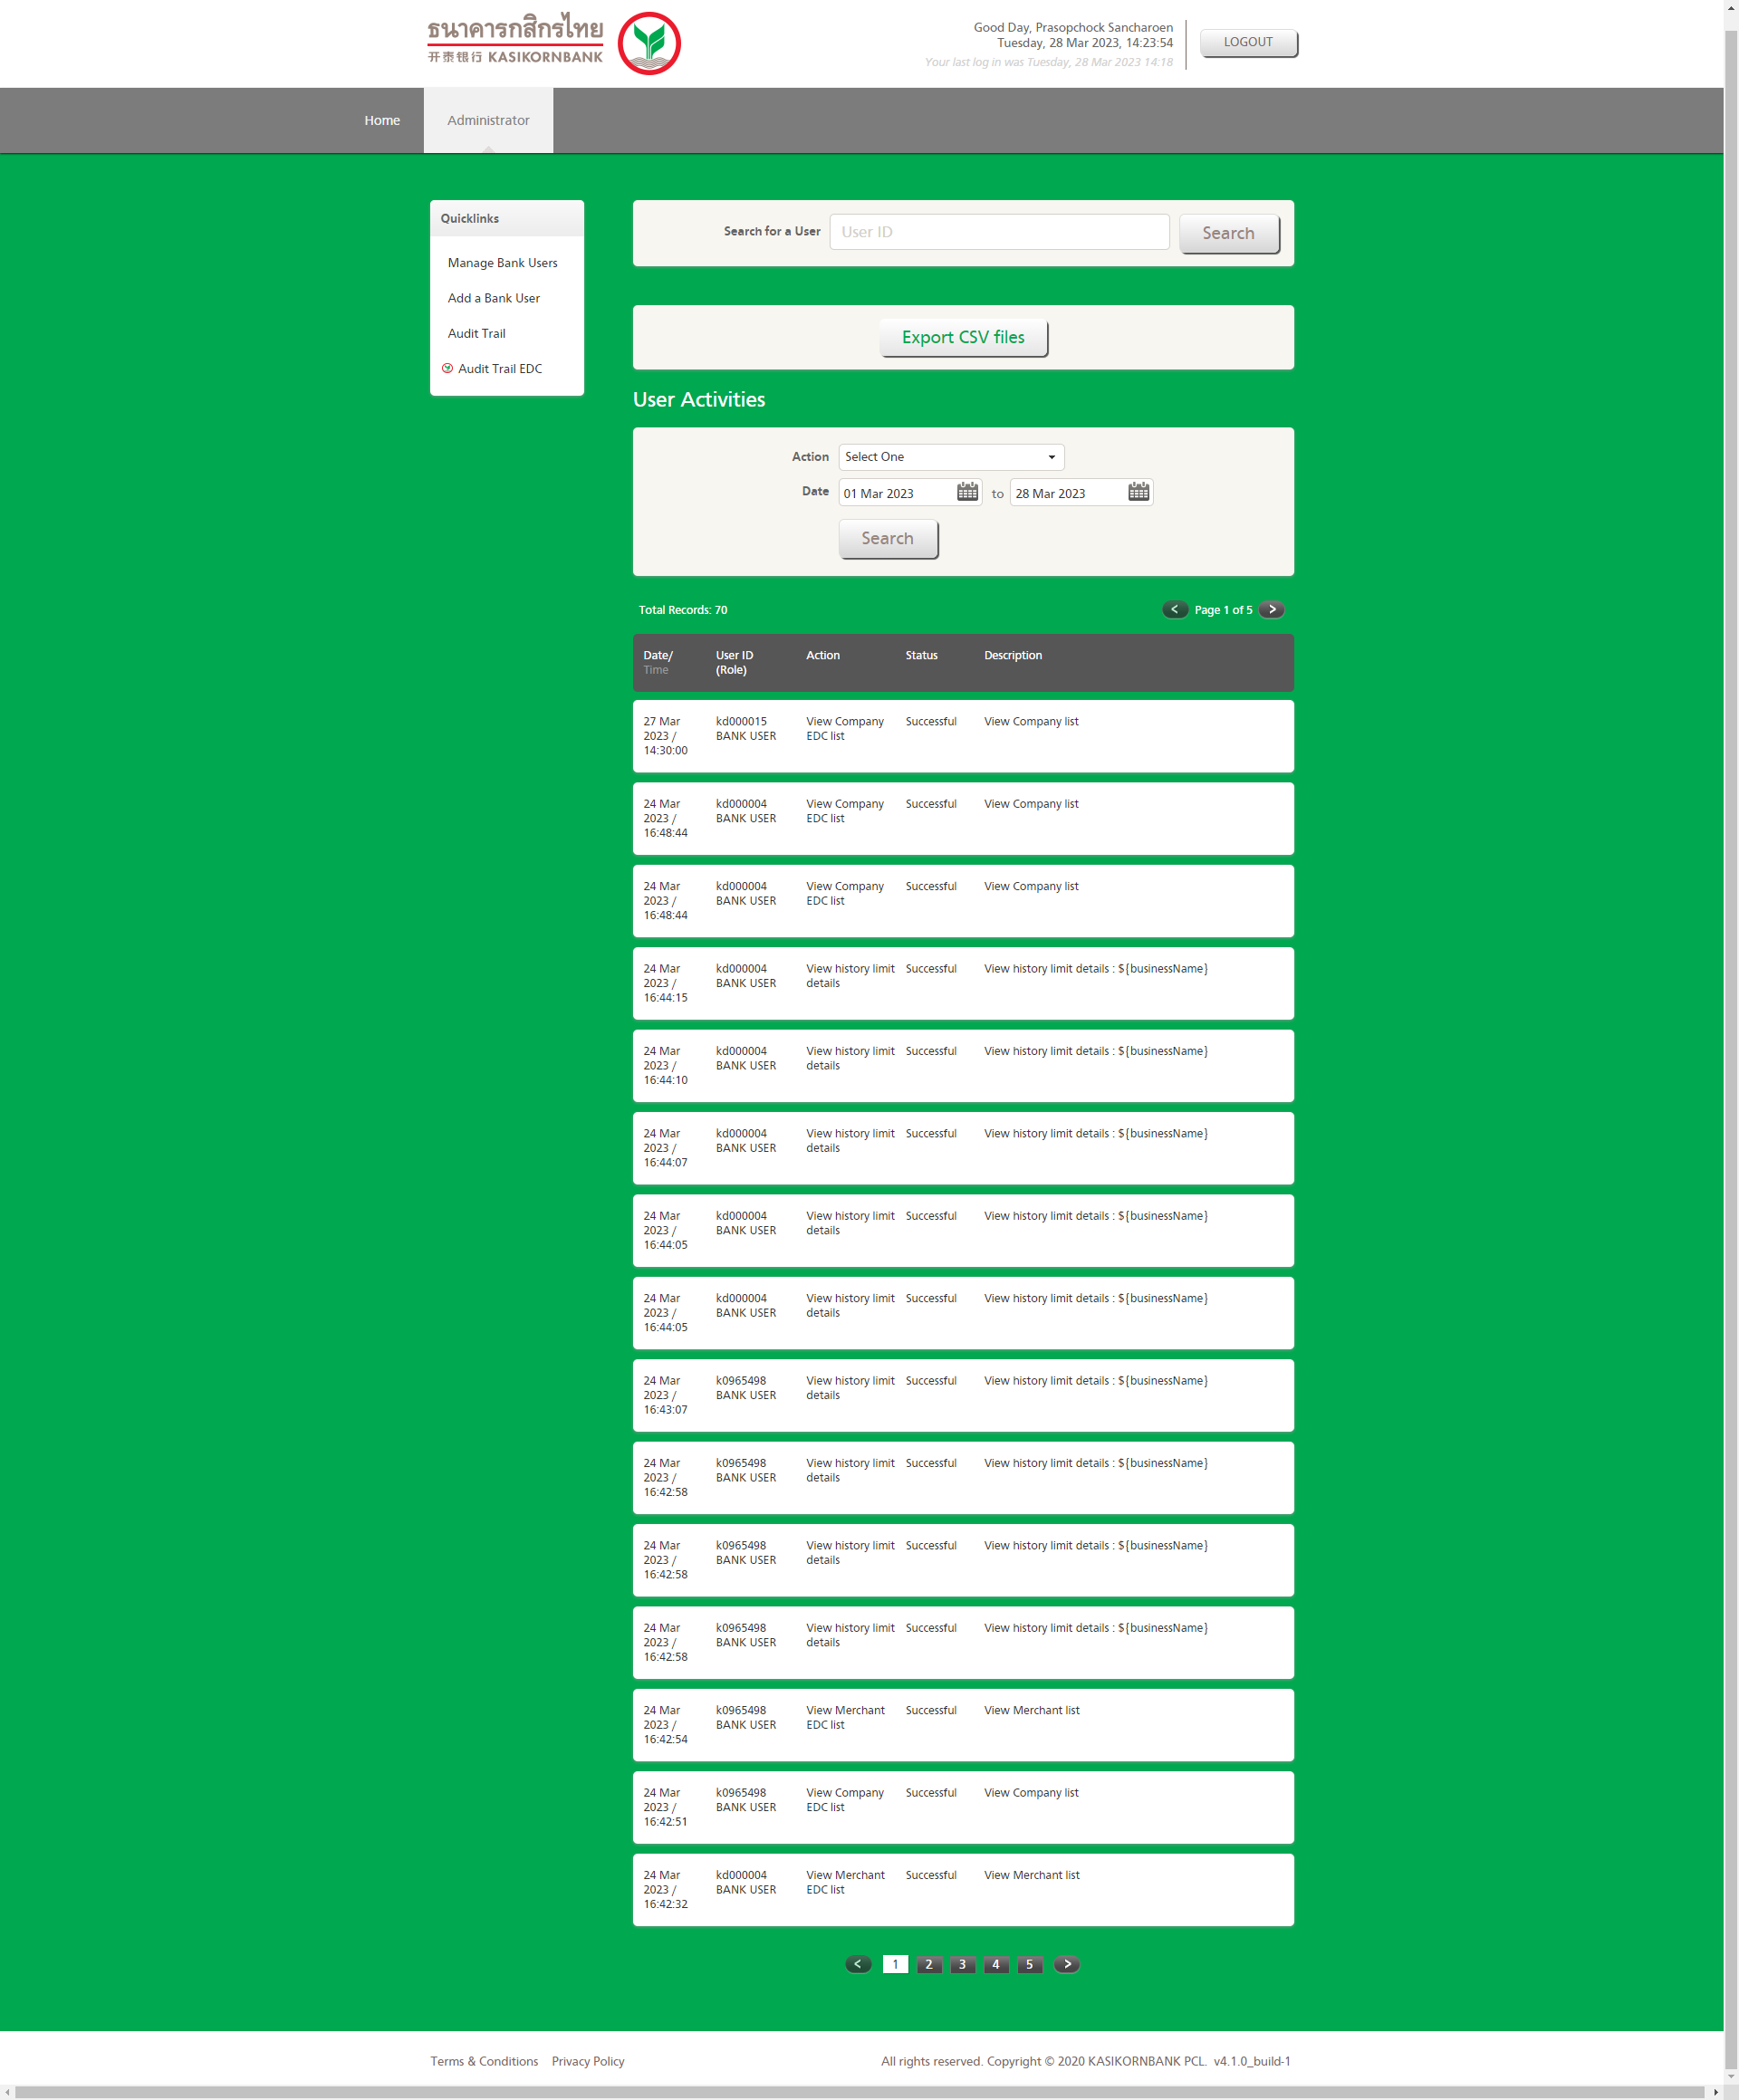 ธนาคารกสิกรไทย
开泰银行 KASIKORNBANK
Good Day, Prasopchock Sancharoen
Tuesday, 28 Mar 2023, 14:23:54
Your last log in was Tuesday, 28 Mar 2023 14:18
LOGOUT
Home
Administrator
Quicklinks
Manage Bank Users
Add a Bank User
Audit Trail
Audit Trail EDC
Search for a User
User ID
Search
Export CSV files
User Activities
Action
Select One
Date
01 Mar 2023
to
28 Mar 2023
Search
Total Records: 70
< Page 1 of 5 >
Date/ User ID Action Status Description
Time (Role)
27 Mar kd000015 View Company Successful View Company list
2023 / BANK USER EDC list
14:30:00
24 Mar kd000004 View Company Successful View Company list
2023 / BANK USER EDC list
16:48:44
24 Mar kd000004 View Company Successful View Company list
2023 / BANK USER EDC list
16:48:44
24 Mar kd000004 View history limit Successful View history limit details : ${businessName}
2023 / BANK USER details
16:44:15
24 Mar kd000004 View history limit Successful View history limit details : ${businessName}
2023 / BANK USER details
16:44:10
24 Mar kd000004 View history limit Successful View history limit details : ${businessName}
2023 / BANK USER details
16:44:07
24 Mar kd000004 View history limit Successful View history limit details : ${businessName}
2023 / BANK USER details
16:44:05
24 Mar kd000004 View history limit Successful View history limit details : ${businessName}
2023 / BANK USER details
16:44:05
24 Mar k0965498 View history limit Successful View history limit details : ${businessName}
2023 / BANK USER details
16:43:07
24 Mar k0965498 View history limit Successful View history limit details : ${businessName}
2023 / BANK USER details
16:42:58
24 Mar k0965498 View history limit Successful View history limit details : ${businessName}
2023 / BANK USER details
16:42:58
24 Mar k0965498 View history limit Successful View history limit details : ${businessName}
2023 / BANK USER details
16:42:58
24 Mar k0965498 View Merchant Successful View Merchant list
2023 / BANK USER EDC list
16:42:54
24 Mar k0965498 View Company Successful View Company list
2023 / BANK USER EDC list
16:42:51
24 Mar kd000004 View Merchant Successful View Merchant list
2023 / BANK USER EDC list
16:42:32
< 1 2 3 4 5 >
Terms & Conditions Privacy Policy
All rights reserved. Copyright © 2020 KASIKORNBANK PCL. v4.1.0_build-1